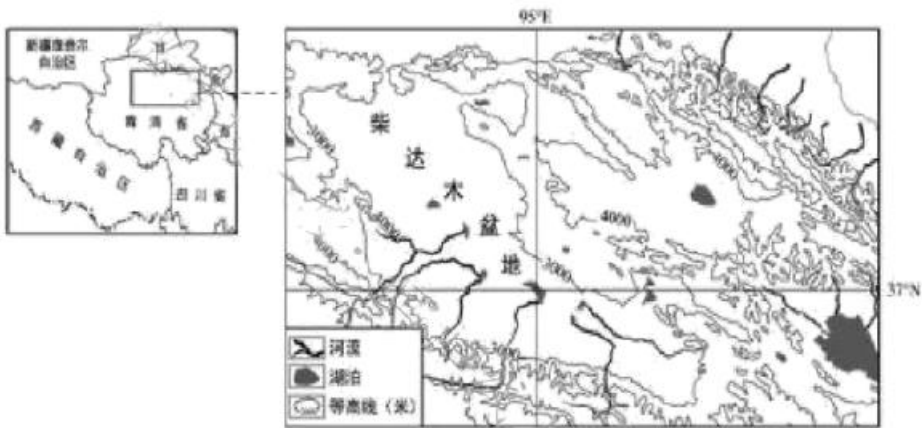 95°E
新疆维吾尔
自治区
甘
青海省
西藏自治区
四川省
柴达木盆地
3000
4000
4000
3000
3000
37°N
河流
湖泊
等高线（米）